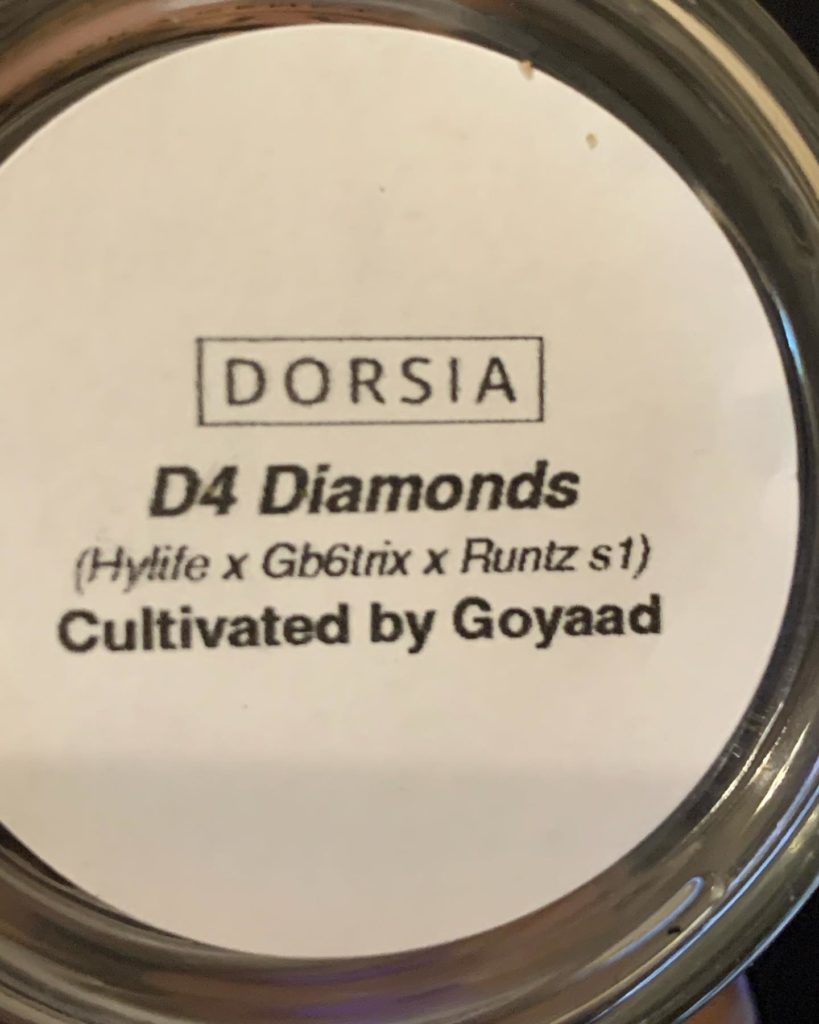 DORSIA
D4 Diamonds
(Hylife x Gb6trix x Runtz s1)
Cultivated by Goyaad